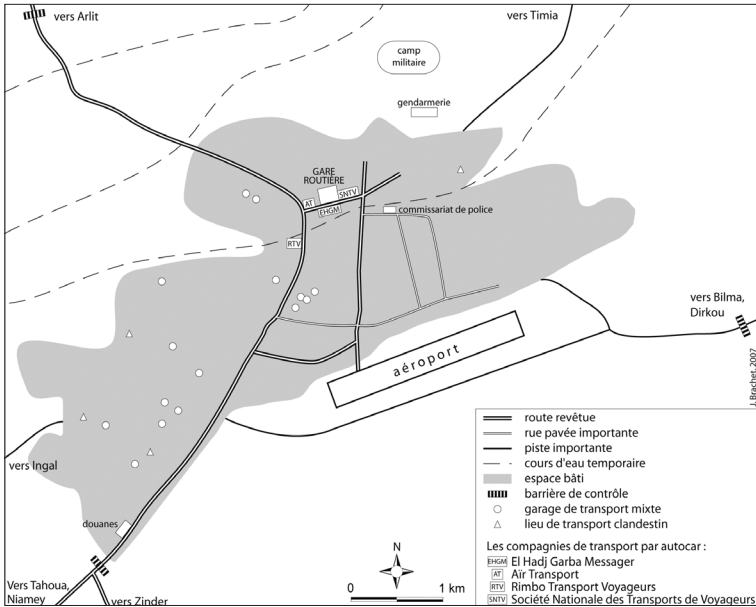 vers Arlit
vers Timia
camp
militaire
gendarmerie
GARE
ROUTIÈRE
AT
SNTV
EHGM
commissariat de police
RTV
vers Bilma,
Dirkou
aéroport
J. Brachet, 2007
vers Ingal
douanes
Vers Tahoua,
Niamey
vers Zinder
N
0 1 km
route revêtue
rue pavée importante
piste importante
cours d'eau temporaire
espace bâti
barrière de contrôle
garage de transport mixte
lieu de transport clandestin
Les compagnies de transport par autocar :
EHGM El Hadj Garba Messager
AT Aïr Transport
RTV Rimbo Transport Voyageurs
SNTV Société Nationale des Transports de Voyageurs